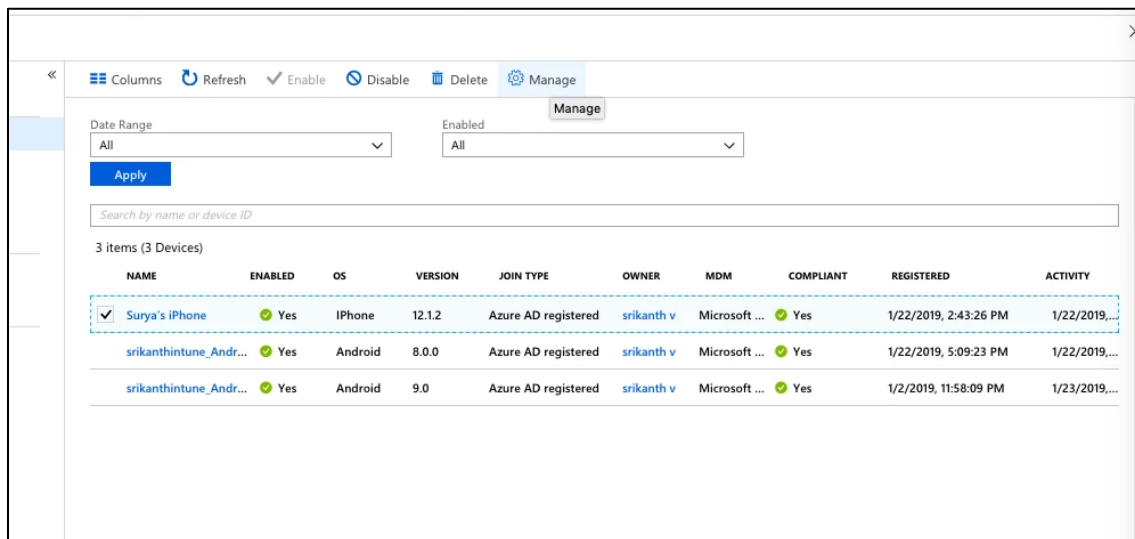 Columns Refresh Enable Disable Delete Manage
Manage
Date Range Enabled
All All
Apply
Search by name or device ID
3 items (3 Devices)
NAME ENABLED OS VERSION JOIN TYPE OWNER MDM COMPLIANT REGISTERED ACTIVITY
Surya's iPhone Yes IPhone 12.1.2 Azure AD registered srikanth v Microsoft ... Yes 1/22/2019, 2:43:26 PM 1/22/2019,...
srikanthintune_Andr... Yes Android 8.0.0 Azure AD registered srikanth v Microsoft ... Yes 1/22/2019, 5:09:23 PM 1/22/2019,...
srikanthintune_Andr... Yes Android 9.0 Azure AD registered srikanth v Microsoft ... Yes 1/2/2019, 11:58:09 PM 1/23/2019,...